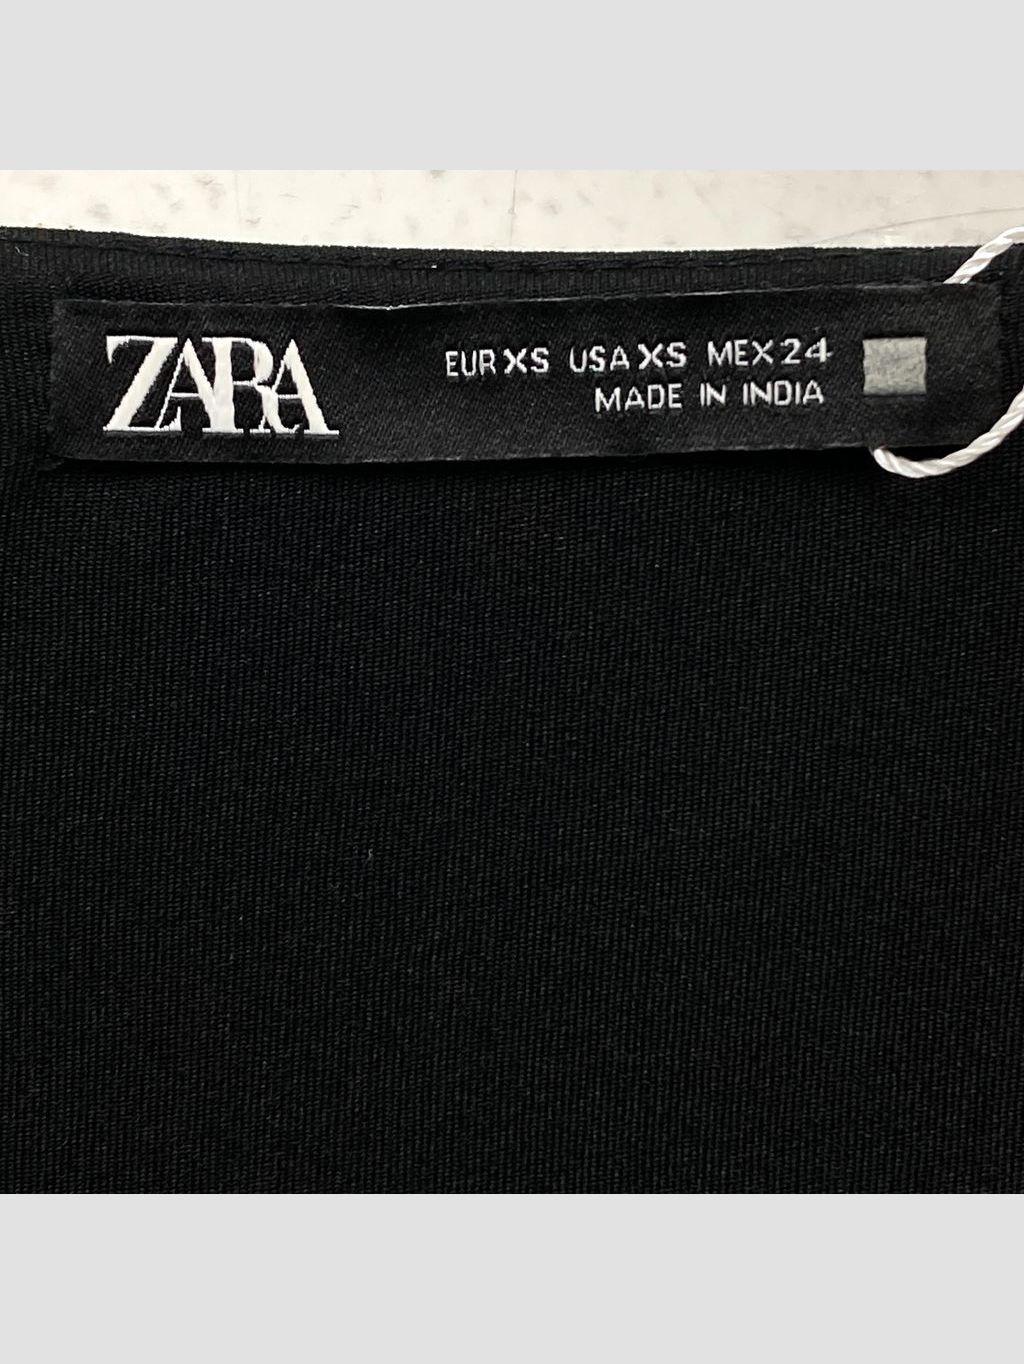 ZARA
EUR XS USA XS MEX 24
MADE IN INDIA